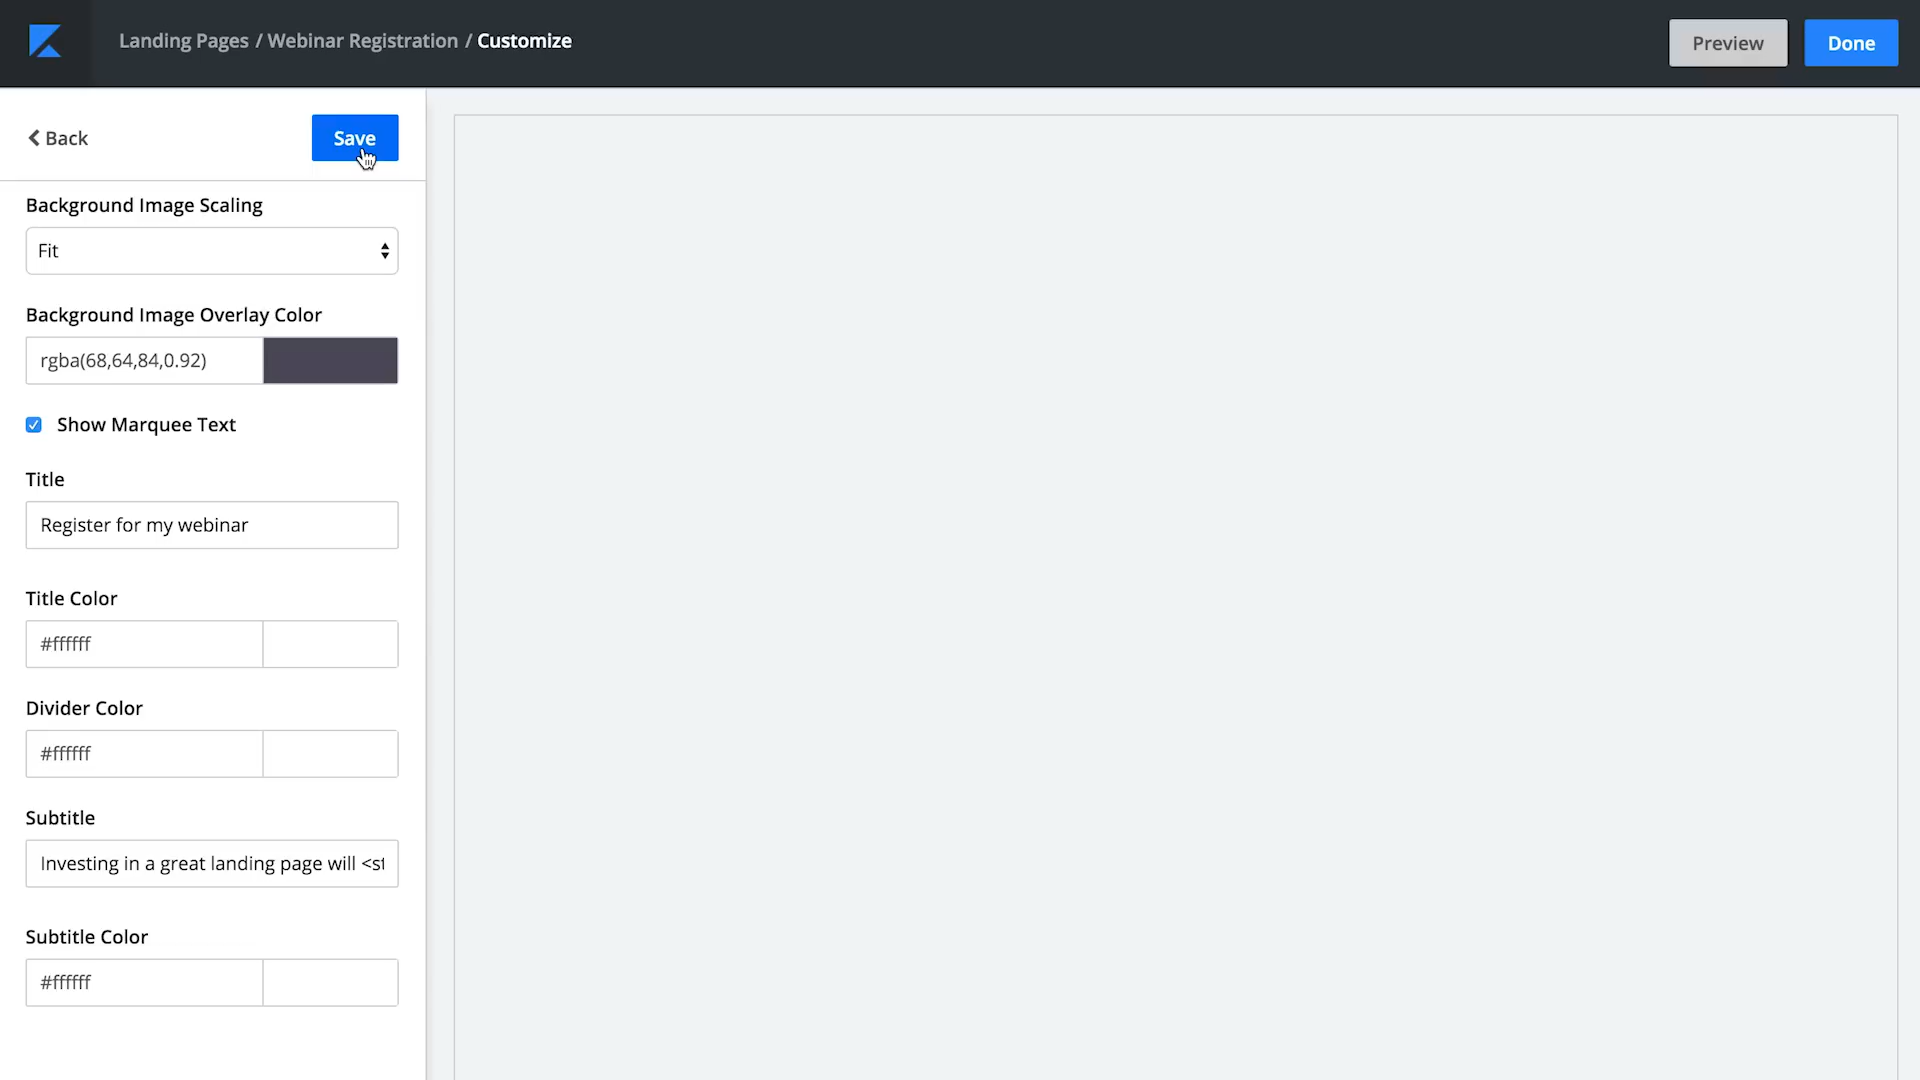 Landing Pages / Webinar Registration / Customize
Preview
Done
Back
Save
Background Image Scaling
Fit
Background Image Overlay Color
rgba(68,64,84,0.92)
Show Marquee Text
Title
Register for my webinar
Title Color
#ffffff
Divider Color
#ffffff
Subtitle
Investing in a great landing page will <st
Subtitle Color
#ffffff